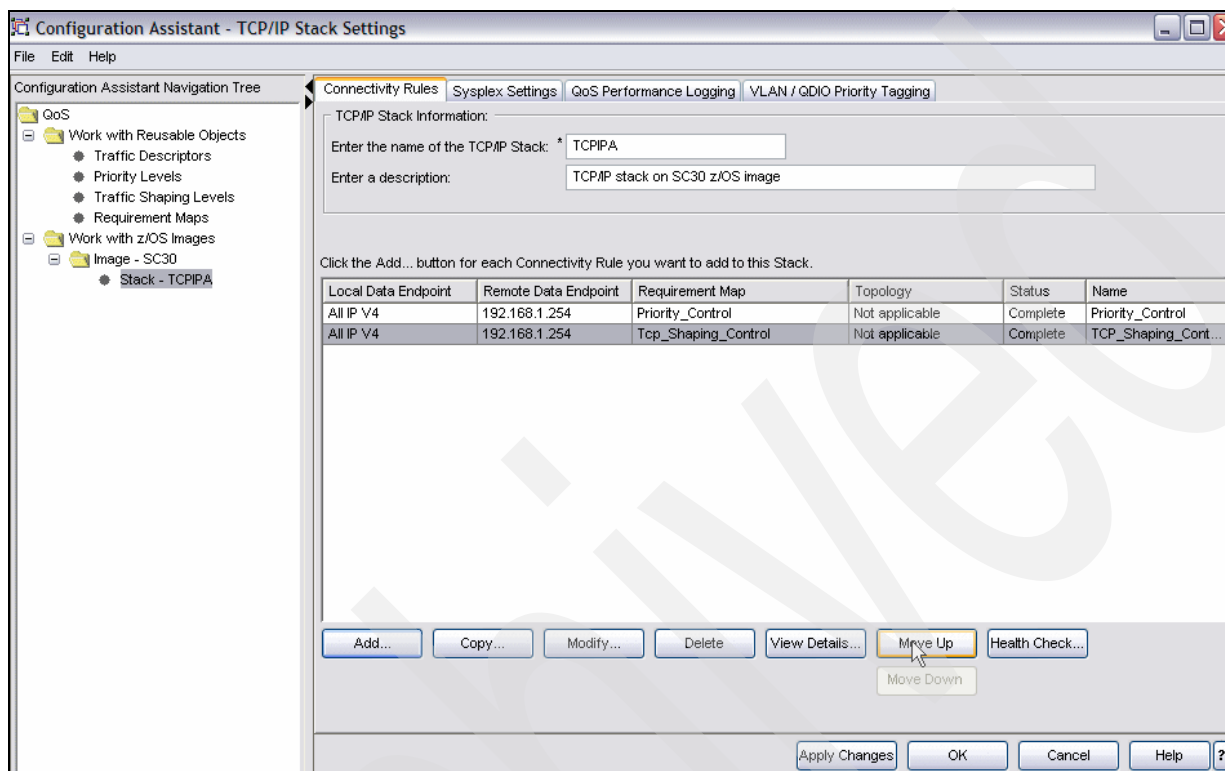 Configuration Assistant - TCP/IP Stack Settings
File Edit Help
Configuration Assistant Navigation Tree
QoS
Work with Reusable Objects
Traffic Descriptors
Priority Levels
Traffic Shaping Levels
Requirement Maps
Work with z/OS Images
Image - SC30
Stack - TCPIPA
Connectivity Rules Sysplex Settings QoS Performance Logging VLAN / QDIO Priority Tagging
TCP/IP Stack Information:
Enter the name of the TCP/IP Stack: * TCPIPA
Enter a description: TCP/IP stack on SC30 z/OS image
Click the Add... button for each Connectivity Rule you want to add to this Stack.
Local Data Endpoint Remote Data Endpoint Requirement Map Topology Status Name
All IP V4 192.168.1.254 Priority_Control Not applicable Complete Priority_Control
All IP V4 192.168.1.254 Tcp_Shaping_Control Not applicable Complete TCP_Shaping_Cont...
Add... Copy... Modify... Delete View Details... Move Up Health Check...
Move Down
Apply Changes OK Cancel Help ?